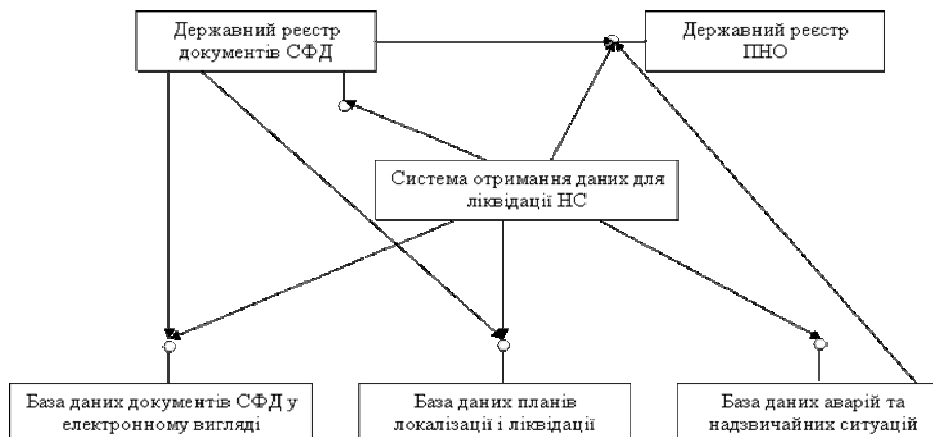 Державний реєстр
документів СФД
Державний реєстр
ПНО
Система отримання даних для
ліквідації НС
База даних документів СФД у
електронному вигляді
База даних планів
локалізації і ліквідації
База даних аварій та
надзвичайних ситуацій